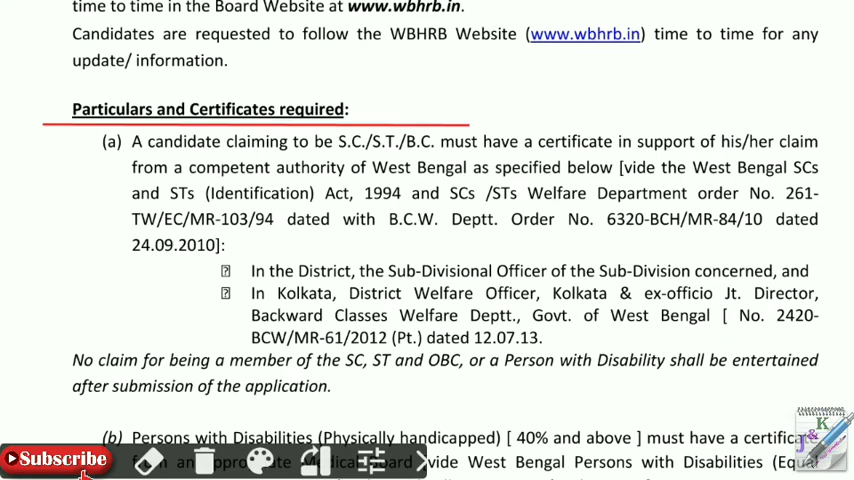 time to time in the Board Website at www.wbhrb.in.
Candidates are requested to follow the WBHRB Website (www.wbhrb.in) time to time for any
update/ information.
Particulars and Certificates required:
(a) A candidate claiming to be S.C./S.T./B.C. must have a certificate in support of his/her claim
from a competent authority of West Bengal as specified below [vide the West Bengal SCs
and STs (Identification) Act, 1994 and SCs /STs Welfare Department order No. 261-
TW/EC/MR-103/94 dated with B.C.W. Deptt. Order No. 6320-BCH/MR-84/10 dated
24.09.2010]:
In the District, the Sub-Divisional Officer of the Sub-Division concerned, and
In Kolkata, District Welfare Officer, Kolkata & ex-officio Jt. Director,
Backward Classes Welfare Deptt., Govt. of West Bengal [ No. 2420-
BCW/MR-61/2012 (Pt.) dated 12.07.13.
No claim for being a member of the SC, ST and OBC, or a Person with Disability shall be entertained
after submission of the application.
(b) Persons with Disabilities (Physically handicapped) [ 40% and above ] must have a
vide West Bengal Persons with Disabilities (Equal
Subscribe
J&K